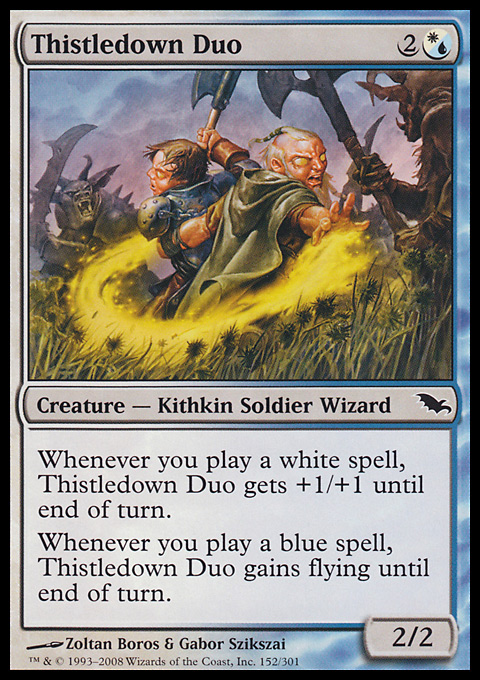 Thistledown Duo 2
Creature — Kithkin Soldier Wizard
Whenever you play a white spell,
Thistledown Duo gets +1/+1 until
end of turn.
Whenever you play a blue spell,
Thistledown Duo gains flying until
end of turn.
Zoltan Boros & Gabor Szikszai
2/2
™ & © 1993–2008 Wizards of the Coast, Inc. 152/301